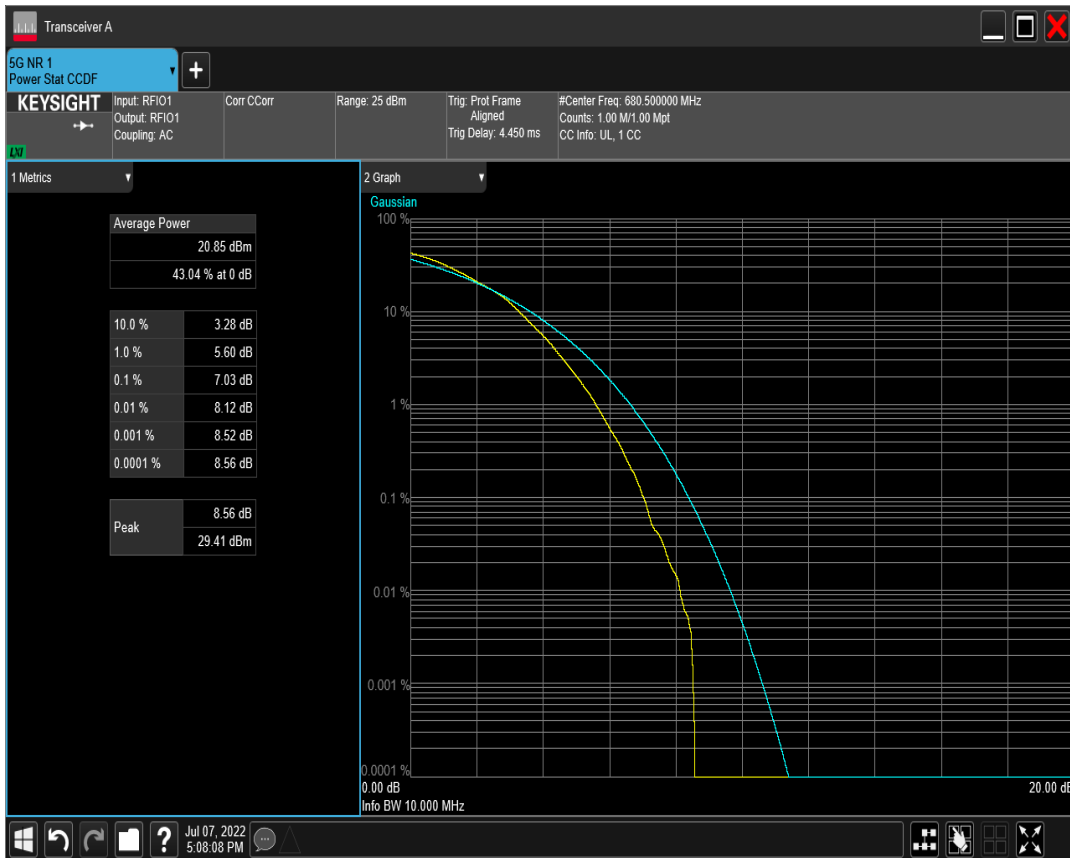 Transceiver A
5G NR 1
Power Stat CCDF
KEYSIGHT
LXI
Input: RFIO1
Output: RFIO1
Coupling: AC
Corr CCorr
Range: 25 dBm
Trig: Prot Frame
Aligned
Trig Delay: 4.450 ms
#Center Freq: 680.500000 MHz
Counts: 1.00 M/1.00 Mpt
CC Info: UL, 1 CC
1 Metrics
Average Power
20.85 dBm
43.04 % at 0 dB
10.0 % 3.28 dB
1.0 % 5.60 dB
0.1 % 7.03 dB
0.01 % 8.12 dB
0.001 % 8.52 dB
0.0001 % 8.56 dB
Peak 8.56 dB
29.41 dBm
2 Graph
Gaussian
100 %
10 %
1 %
0.1 %
0.01 %
0.001 %
0.0001 %
0.00 dB 20.00 dB
Info BW 10.000 MHz
Jul 07, 2022
5:08:08 PM